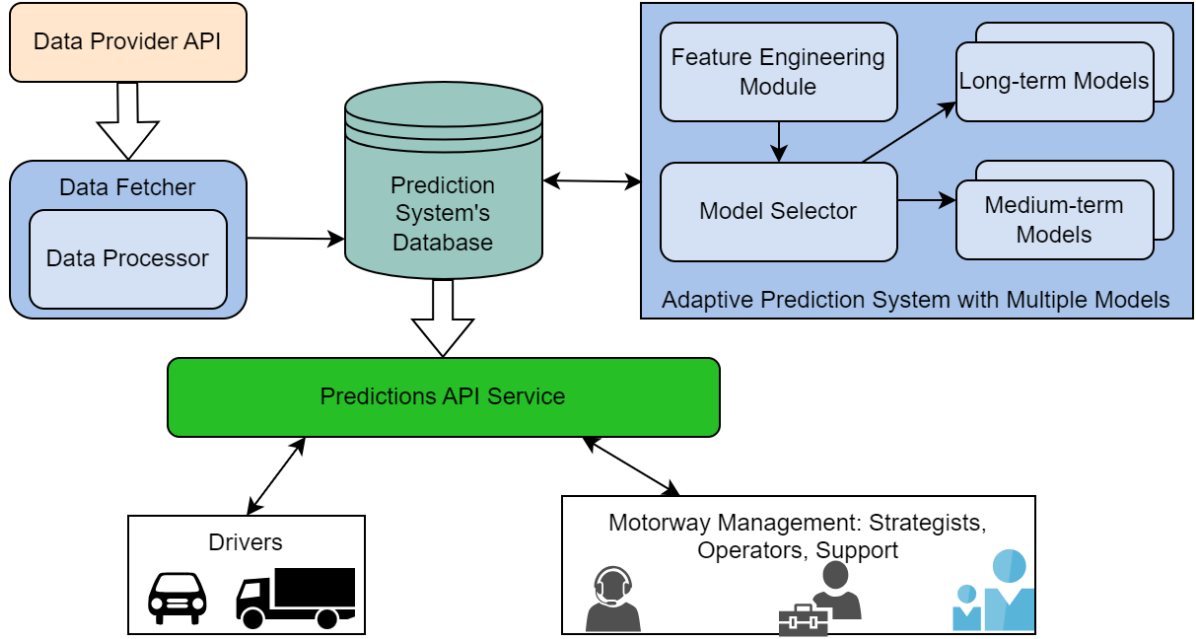 Data Provider API
Data Fetcher
Data Processor
Prediction
System's
Database
Feature Engineering
Module
Model Selector
Long-term Models
Medium-term
Models
Adaptive Prediction System with Multiple Models
Predictions API Service
Drivers
Motorway Management: Strategists,
Operators, Support